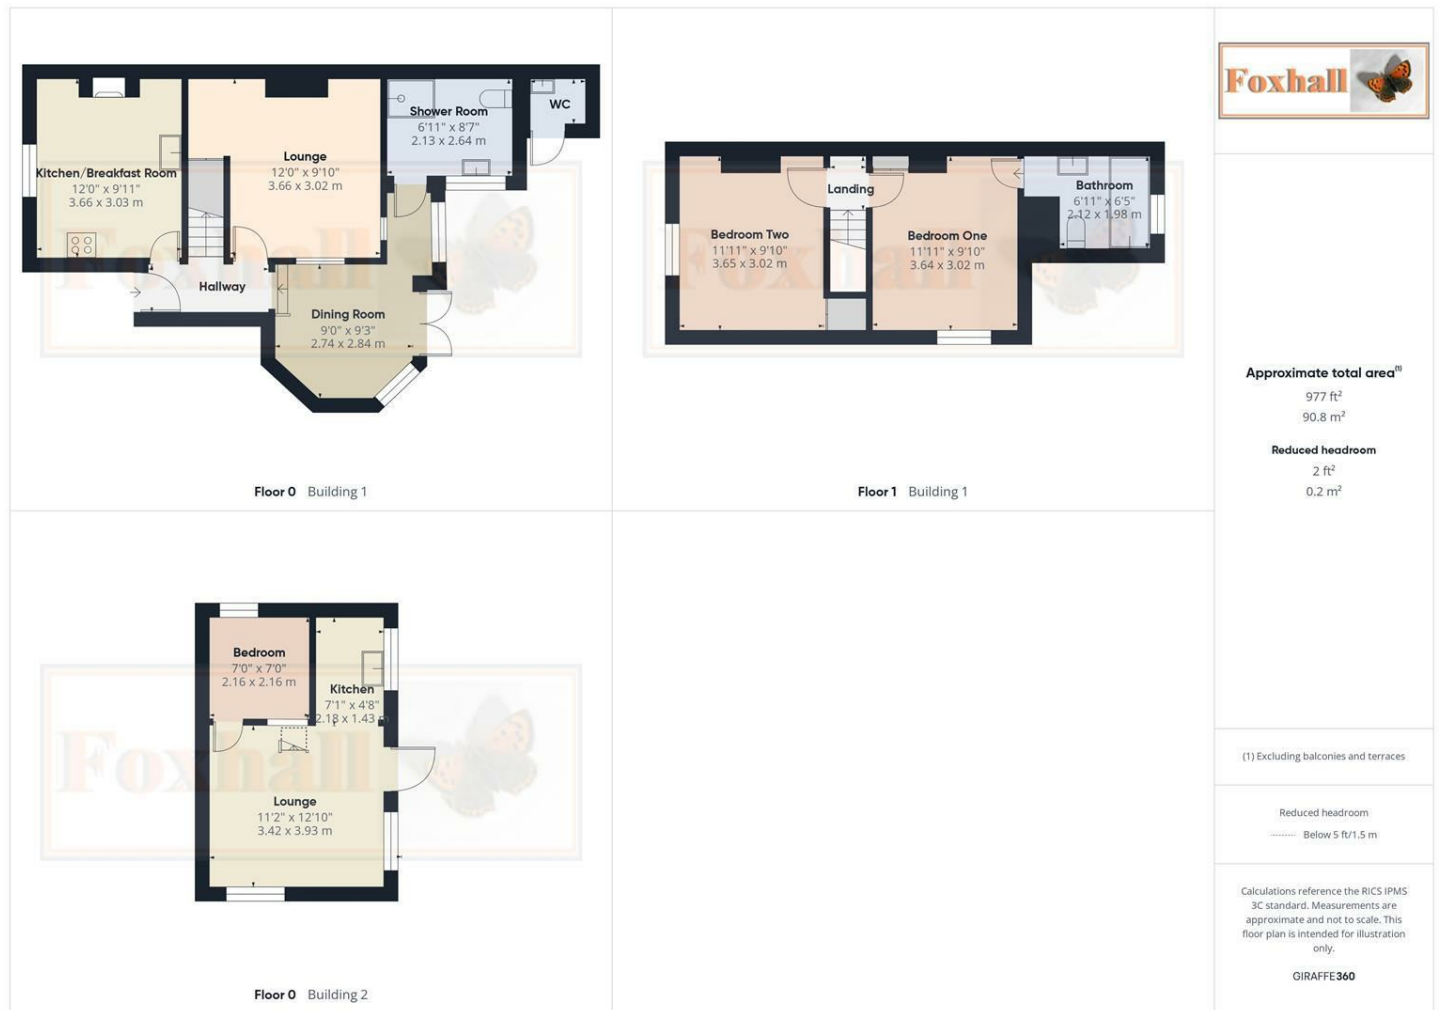 Kitchen/Breakfast Room
12'0" x 9'11"
3.66 x 3.03 m
Lounge
12'0" x 9'10"
3.66 x 3.02 m
Shower Room
6'11" x 8'7"
2.13 x 2.64 m
WC
Hallway
Dining Room
9'0" x 9'3"
2.74 x 2.84 m
Foxhall
Floor 0 Building 1
Landing
Bedroom Two
11'11" x 9'10"
3.65 x 3.02 m
Bedroom One
11'11" x 9'10"
3.64 x 3.02 m
Bathroom
6'11" x 6'5"
2.12 x 1.98 m
Foxhall
Floor 1 Building 1
Bedroom
7'0" x 7'0"
2.16 x 2.16 m
Kitchen
7'1" x 4'8"
2.18 x 1.43 m
Lounge
11'2" x 12'10"
3.42 x 3.93 m
Foxhall
Floor 0 Building 2
Foxhall
Approximate total area(1)
977 ft²
90.8 m²
Reduced headroom
2 ft²
0.2 m²
(1) Excluding balconies and terraces
Reduced headroom
Below 5 ft/1.5 m
Calculations reference the RICS IPMS
3C standard. Measurements are
approximate and not to scale. This
floor plan is intended for illustration
only.
GIRAFFE360